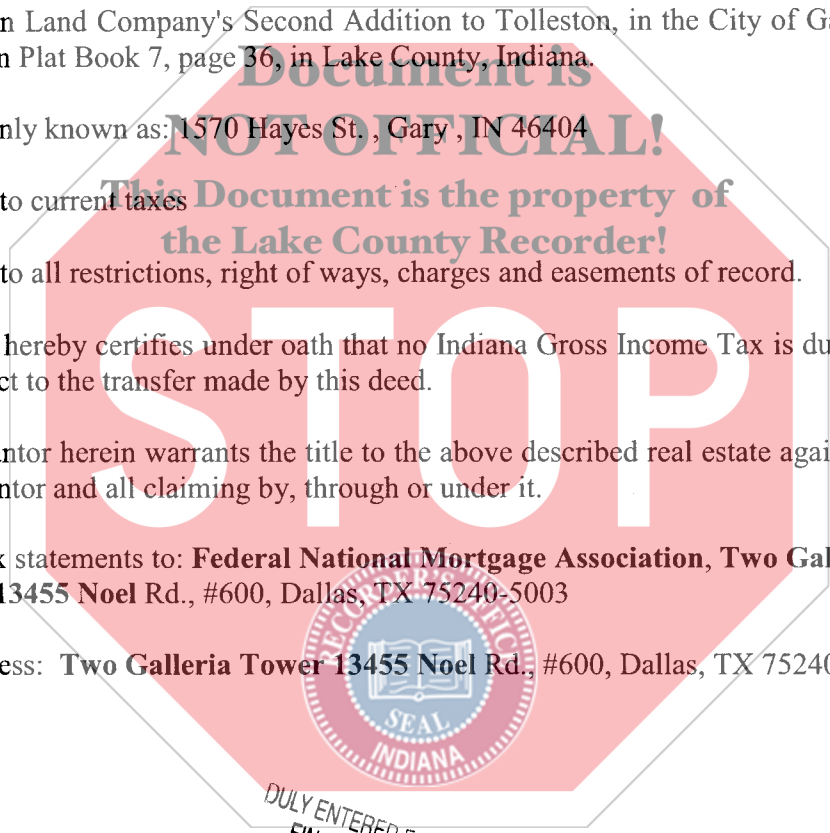 n Land Company's Second Addition to Tolleston, in the City of G
n Plat Book 7, page 36, in Lake County, Indiana.
Document is
nly known as: 1570 Hayes St. , Gary , IN 46404
NOT OFFICIAL!
to current taxes
This Document is the property of
the Lake County Recorder!
to all restrictions, right of ways, charges and easements of record.
STOP
hereby certifies under oath that no Indiana Gross Income Tax is du
ct to the transfer made by this deed.
ntor herein warrants the title to the above described real estate agai
ntor and all claiming by, through or under it.
x statements to: Federal National Mortgage Association, Two Gal
13455 Noel Rd., #600, Dallas, TX 75240-5003
RECORDER'S OFFICE
ess: Two Galleria Tower 13455 Noel Rd., #600, Dallas, TX 75240
SEAL
INDIANA
DULY ENTERED